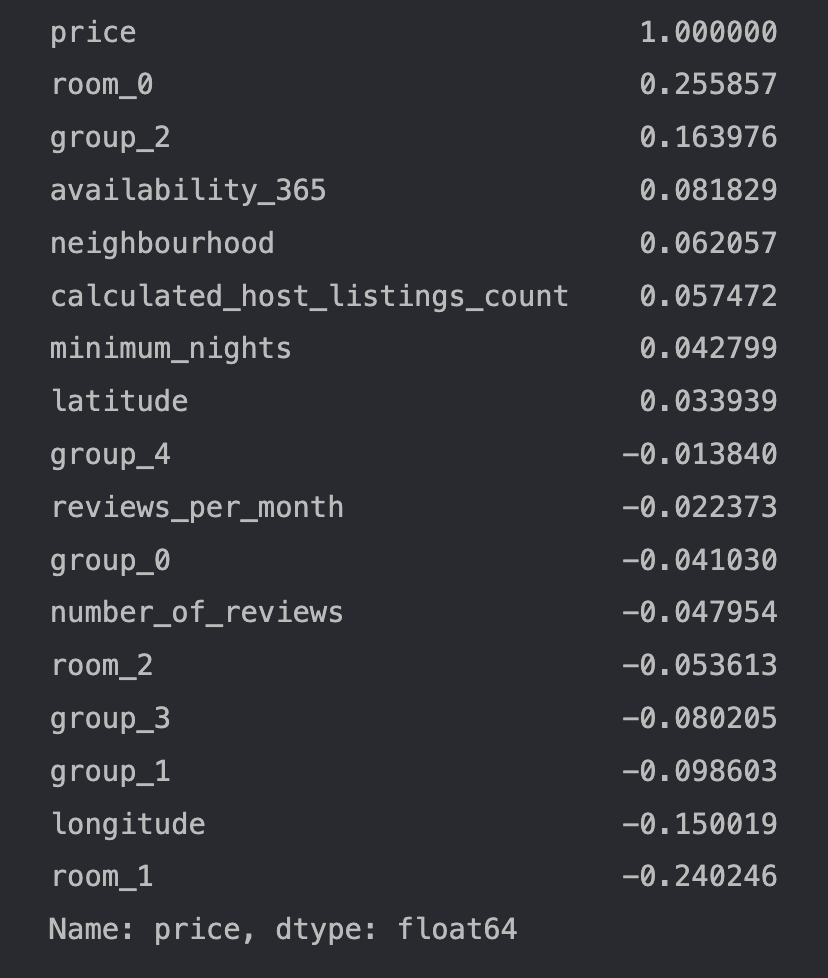 price 1.000000
room_0 0.255857
group_2 0.163976
availability_365 0.081829
neighbourhood 0.062057
calculated_host_listings_count 0.057472
minimum_nights 0.042799
latitude 0.033939
group_4 -0.013840
reviews_per_month -0.022373
group_0 -0.041030
number_of_reviews -0.047954
room_2 -0.053613
group_3 -0.080205
group_1 -0.098603
longitude -0.150019
room_1 -0.240246
Name: price, dtype: float64